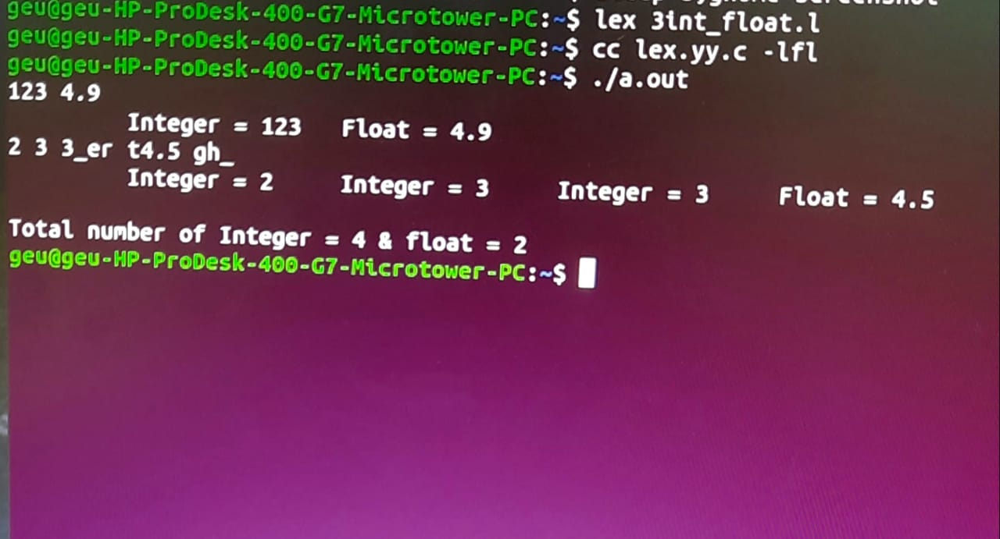 geu@geu-HP-ProDesk-400-G7-Microtower-PC:~$ lex 3int_float.l
geu@geu-HP-ProDesk-400-G7-Microtower-PC:~$ cc lex.yy.c -lfl
geu@geu-HP-ProDesk-400-G7-Microtower-PC:~$ ./a.out
123 4.9
Integer = 123 Float = 4.9
2 3 3_er t4.5 gh_
Integer = 2 Integer = 3 Integer = 3 Float = 4.5
Total number of Integer = 4 & float = 2
geu@geu-HP-ProDesk-400-G7-Microtower-PC:~$